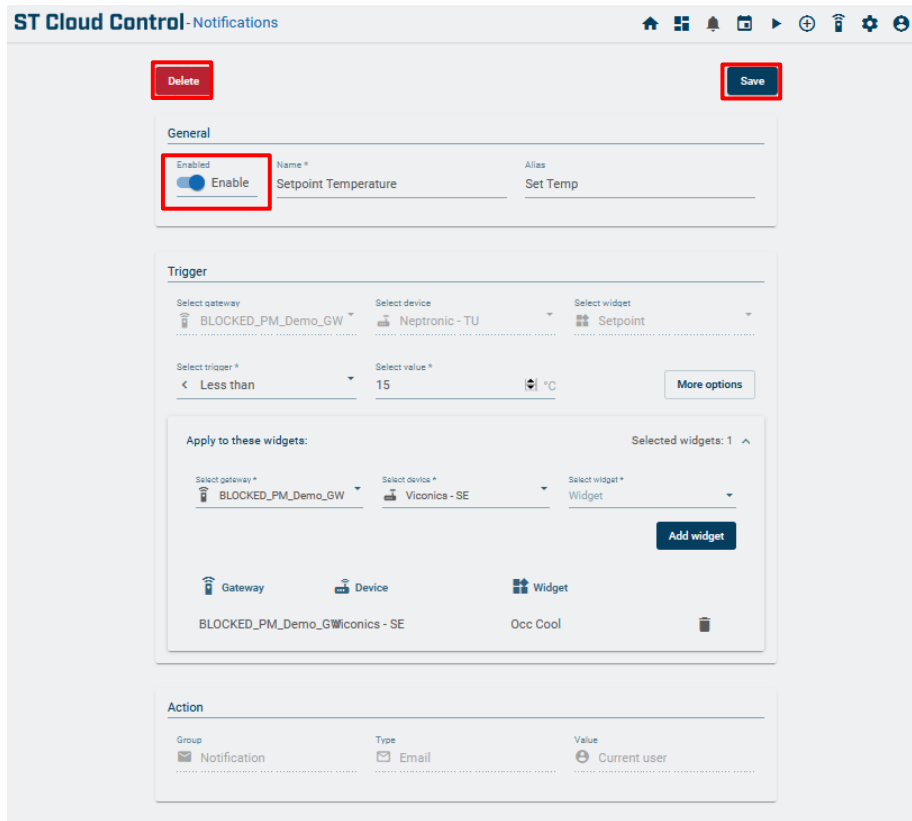 ST Cloud Control - Notifications
Delete Save
General
Enabled Name * Alias
Enable Setpoint Temperature Set Temp
Trigger
Select gateway Select device Select widget
BLOCKED_PM_Demo_GW Neptronic - TU Setpoint
Select trigger * Select value *
< Less than 15 °C More options
Apply to these widgets: Selected widgets: 1
Select gateway * Select device * Select widget *
BLOCKED_PM_Demo_GW Viconics - SE Widget
Add widget
Gateway Device Widget
BLOCKED_PM_Demo_GW Viconics - SE Occ Cool
Action
Group Type Value
Notification Email Current user